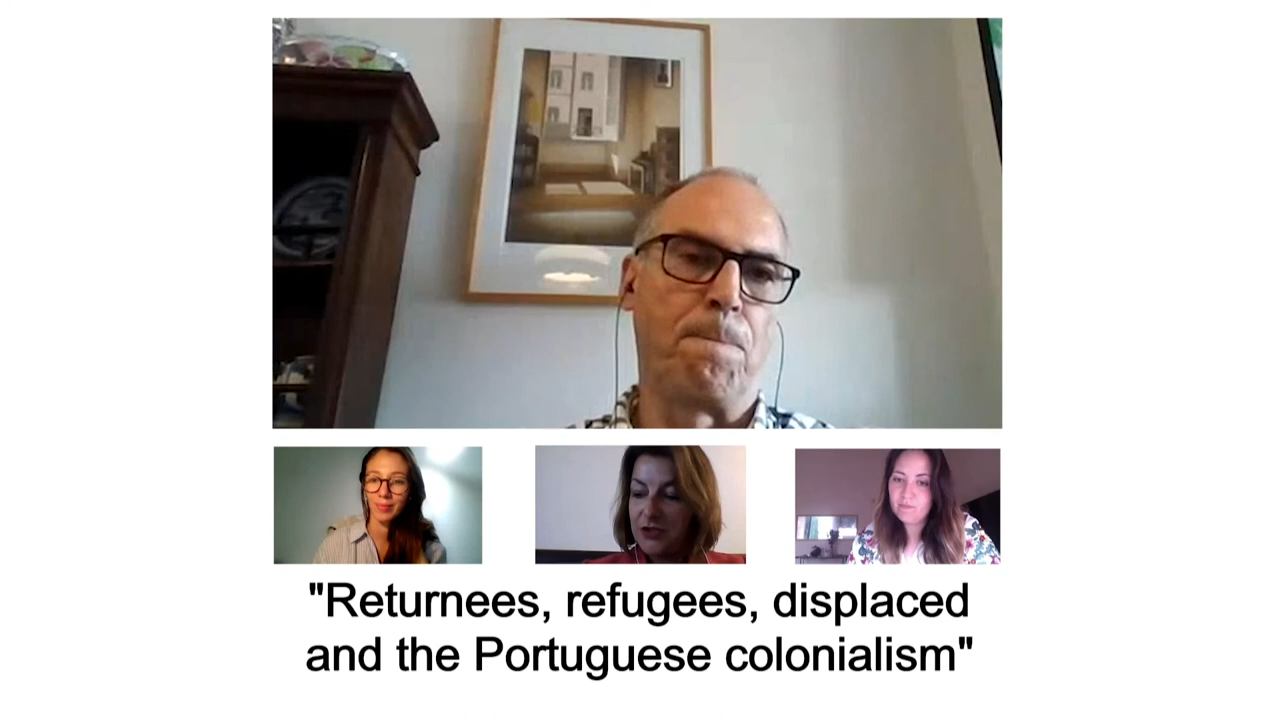 "Returnees, refugees, displaced
and the Portuguese colonialism"